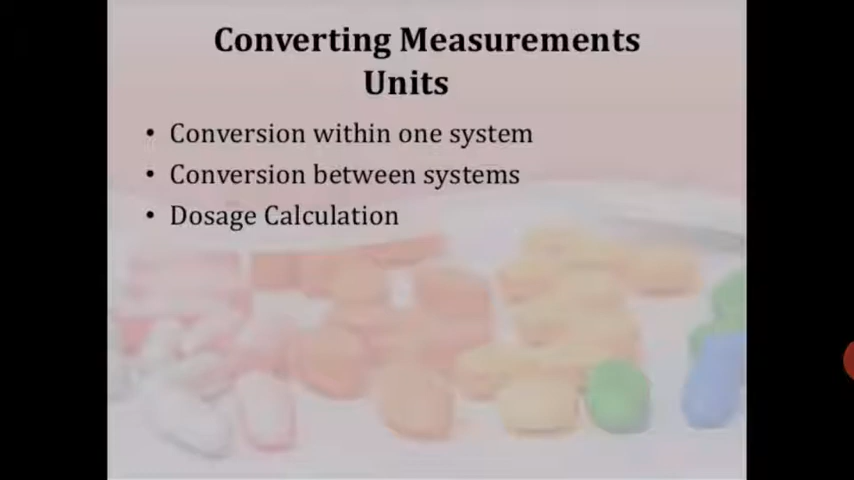 Converting Measurements
Units
• Conversion within one system
• Conversion between systems
• Dosage Calculation